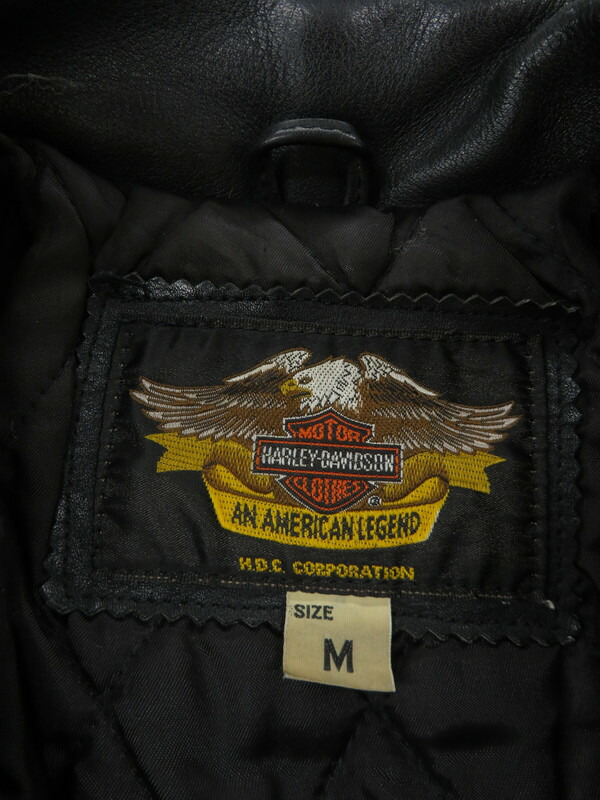 MOTOR
HARLEY-DAVIDSON
CLOTHES
®
AN AMERICAN LEGEND
H.D.C. CORPORATION
SIZE
M